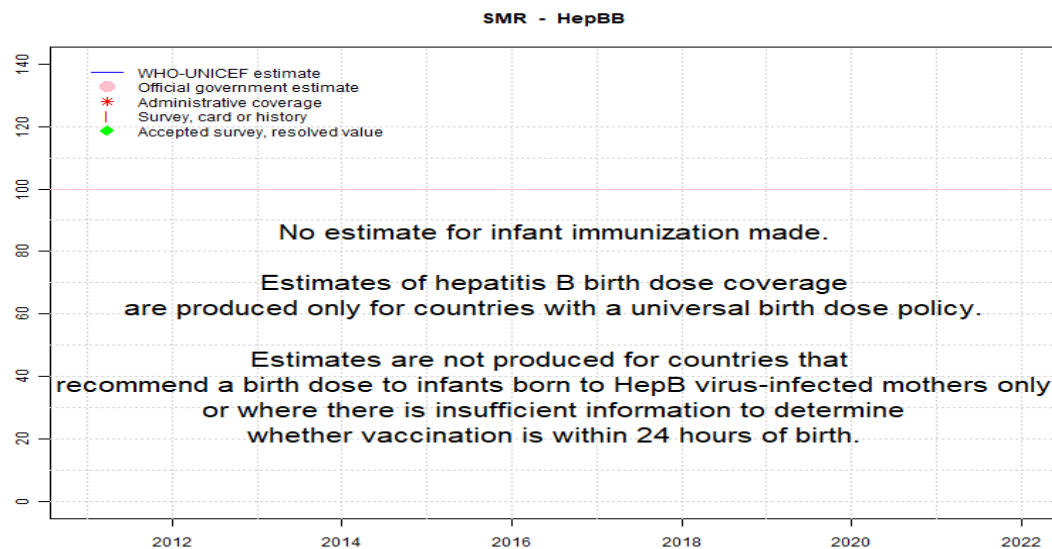 SMR - HepBB
WHO-UNICEF estimate
Official government estimate
Administrative coverage
Survey, card or history
Accepted survey, resolved value
140
120
100
80
60
40
20
0
No estimate for infant immunization made.
Estimates of hepatitis B birth dose coverage
are produced only for countries with a universal birth dose policy.
Estimates are not produced for countries that
recommend a birth dose to infants born to HepB virus-infected mothers only
or where there is insufficient information to determine
whether vaccination is within 24 hours of birth.
2012 2014 2016 2018 2020 2022